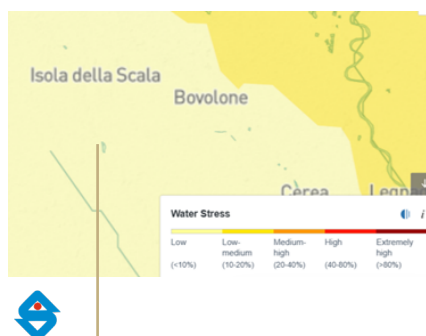 Isola della Scala
Bovolone
Cerea
Water Stress
i
Low Low-medium Medium-high High Extremely high
(<10%) (10-20%) (20-40%) (40-80%) (>80%)